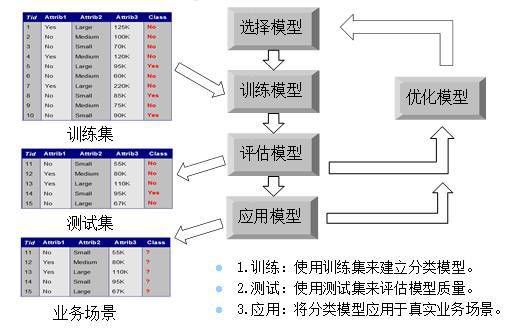 Tid Attrib1 Attrib2 Attrib3 Class
1 Yes Large 125K No
2 No Medium 100K No
3 No Small 70K No
4 Yes Medium 120K No
5 No Large 95K Yes
6 No Medium 60K No
7 Yes Large 220K No
8 No Small 85K Yes
9 No Medium 75K No
10 No Small 90K Yes
训练集
Tid Attrib1 Attrib2 Attrib3 Class
11 No Small 55K No
12 Yes Medium 80K No
13 Yes Large 110K No
14 No Small 95K Yes
15 No Large 67K No
测试集
Tid Attrib1 Attrib2 Attrib3 Class
11 No Small 55K ?
12 Yes Medium 80K ?
13 Yes Large 110K ?
14 No Small 95K ?
15 No Large 67K ?
业务场景
选择模型
训练模型
评估模型
应用模型
优化模型
1.训练：使用训练集来建立分类模型。
2.测试：使用测试集来评估模型质量。
3.应用：将分类模型应用于真实业务场景。